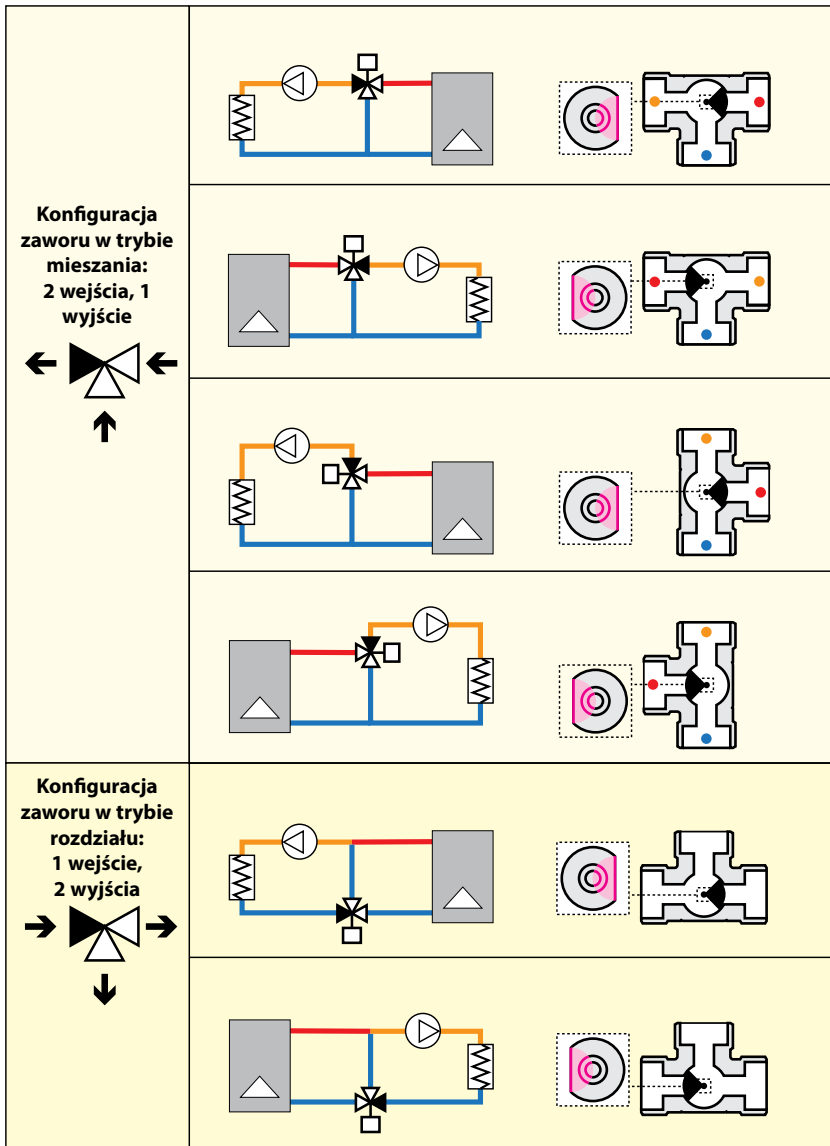 Konfiguracja
zaworu w trybie
mieszania:
2 wejścia, 1
wyjście
Konfiguracja
zaworu w trybie
rozdziału:
1 wejście,
2 wyjścia